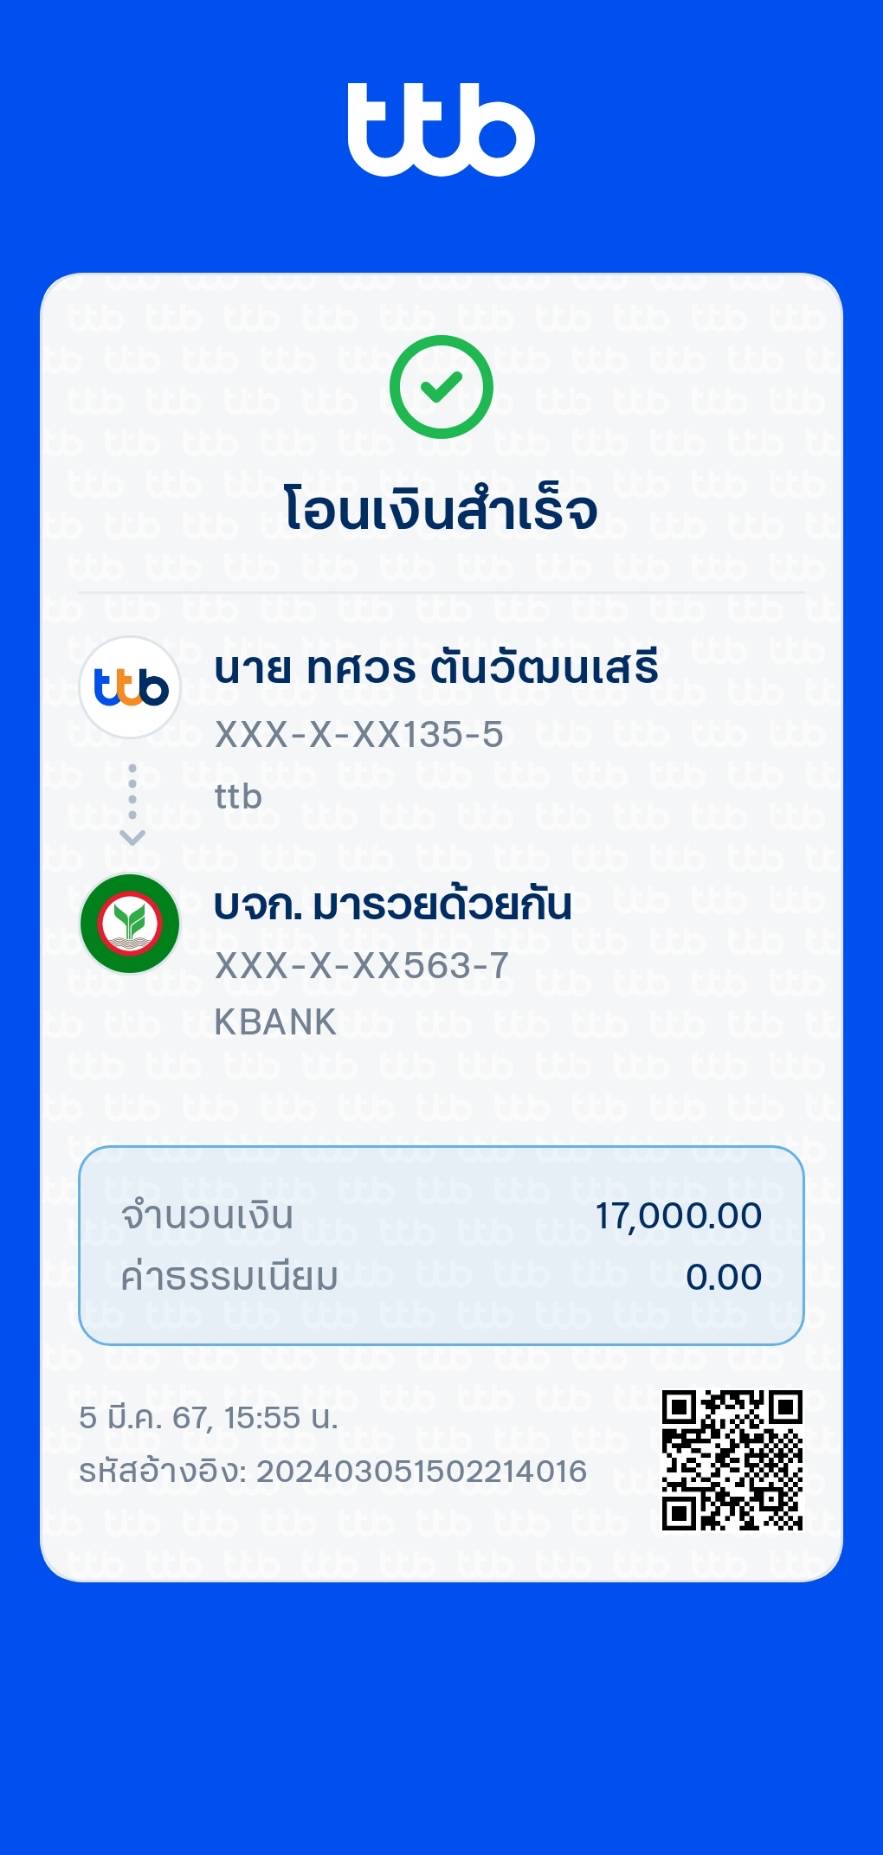 ttb
โอนเงินสำเร็จ
ttb
นาย ทศวร ตันวัฒนเสรี
XXX-X-XX135-5
ttb
บจก. มารวยด้วยกัน
XXX-X-XX563-7
KBANK
จำนวนเงิน 17,000.00
ค่าธรรมเนียม 0.00
5 มี.ค. 67, 15:55 น.
รหัสอ้างอิง: 202403051502214016